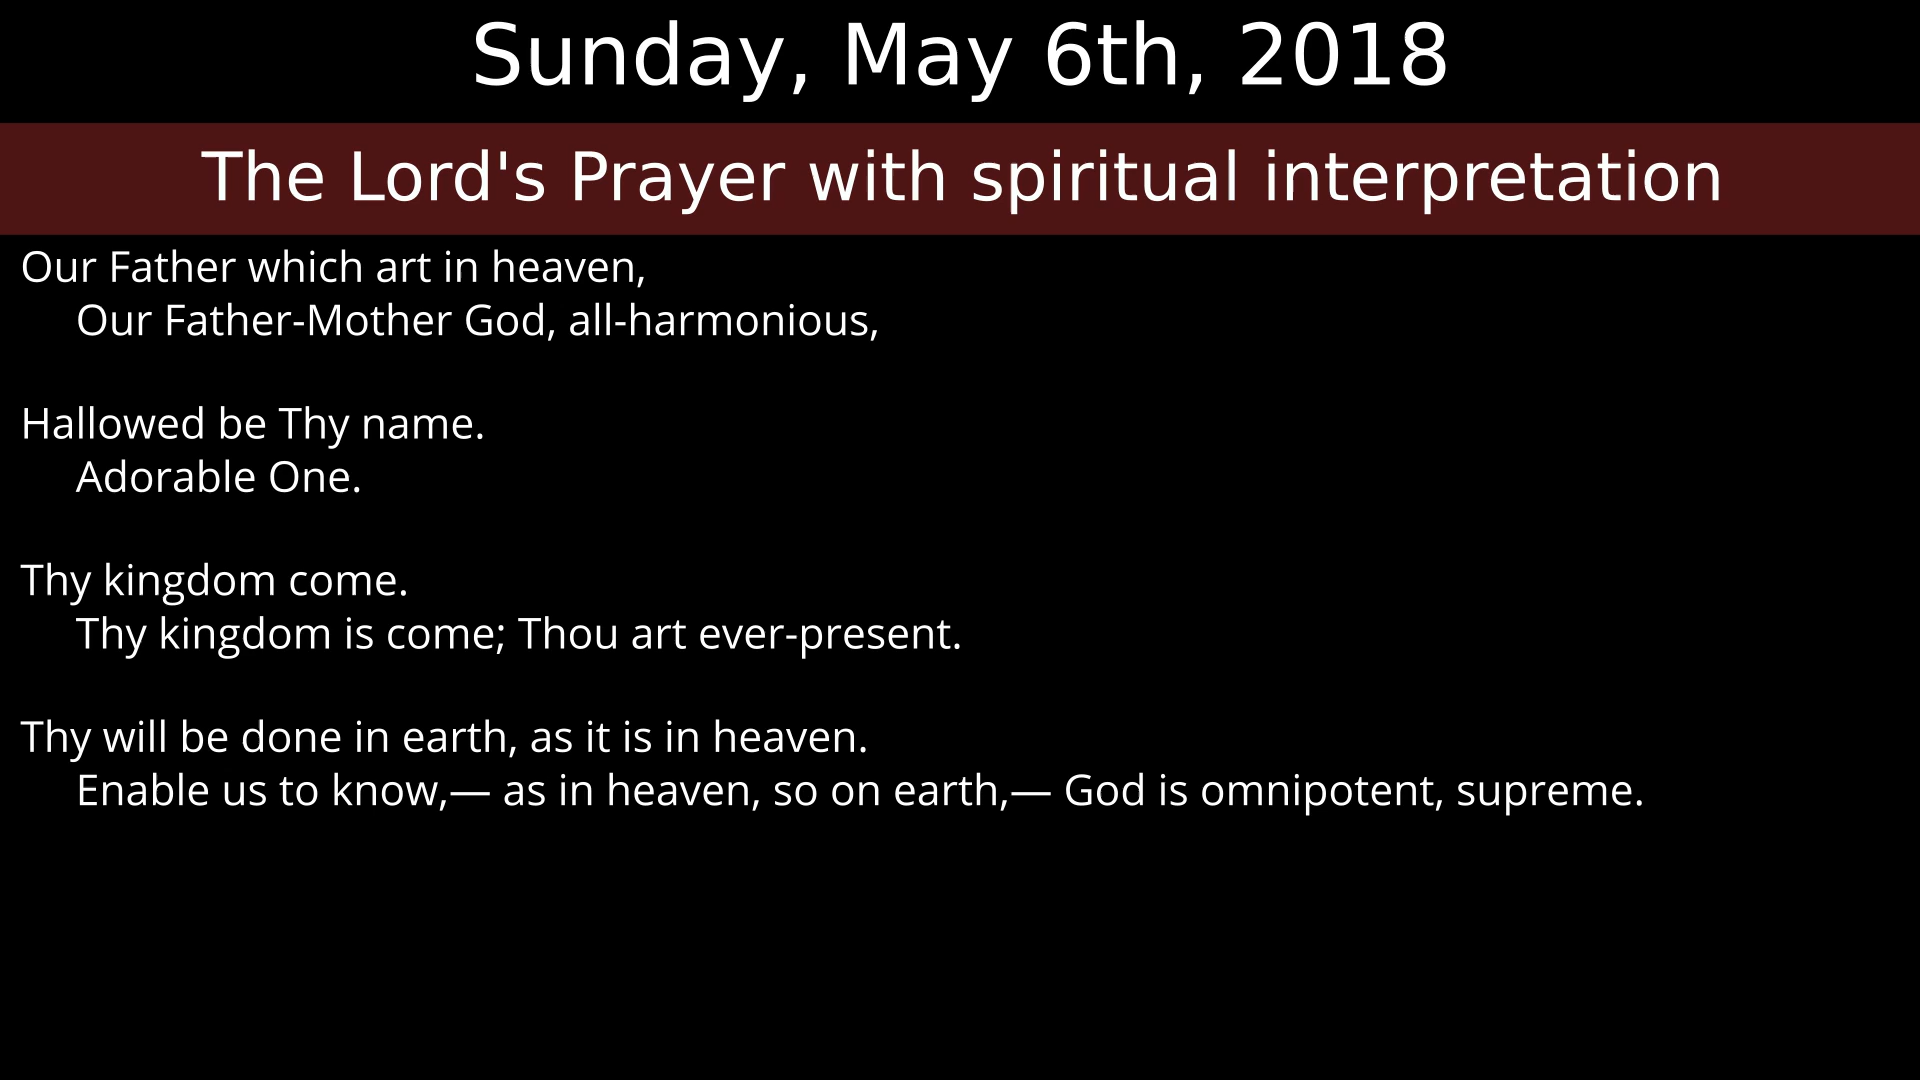 Sunday, May 6th, 2018
The Lord's Prayer with spiritual interpretation
Our Father which art in heaven,
Our Father-Mother God, all-harmonious,
Hallowed be Thy name.
Adorable One.
Thy kingdom come.
Thy kingdom is come; Thou art ever-present.
Thy will be done in earth, as it is in heaven.
Enable us to know,— as in heaven, so on earth,— God is omnipotent, supreme.